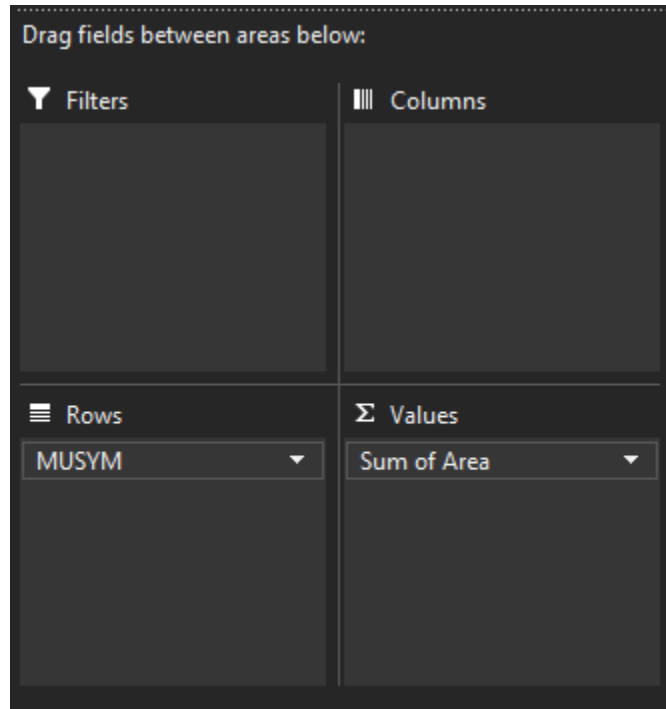 Drag fields between areas below:
Filters
Columns
Rows
Σ Values
MUSYM
Sum of Area